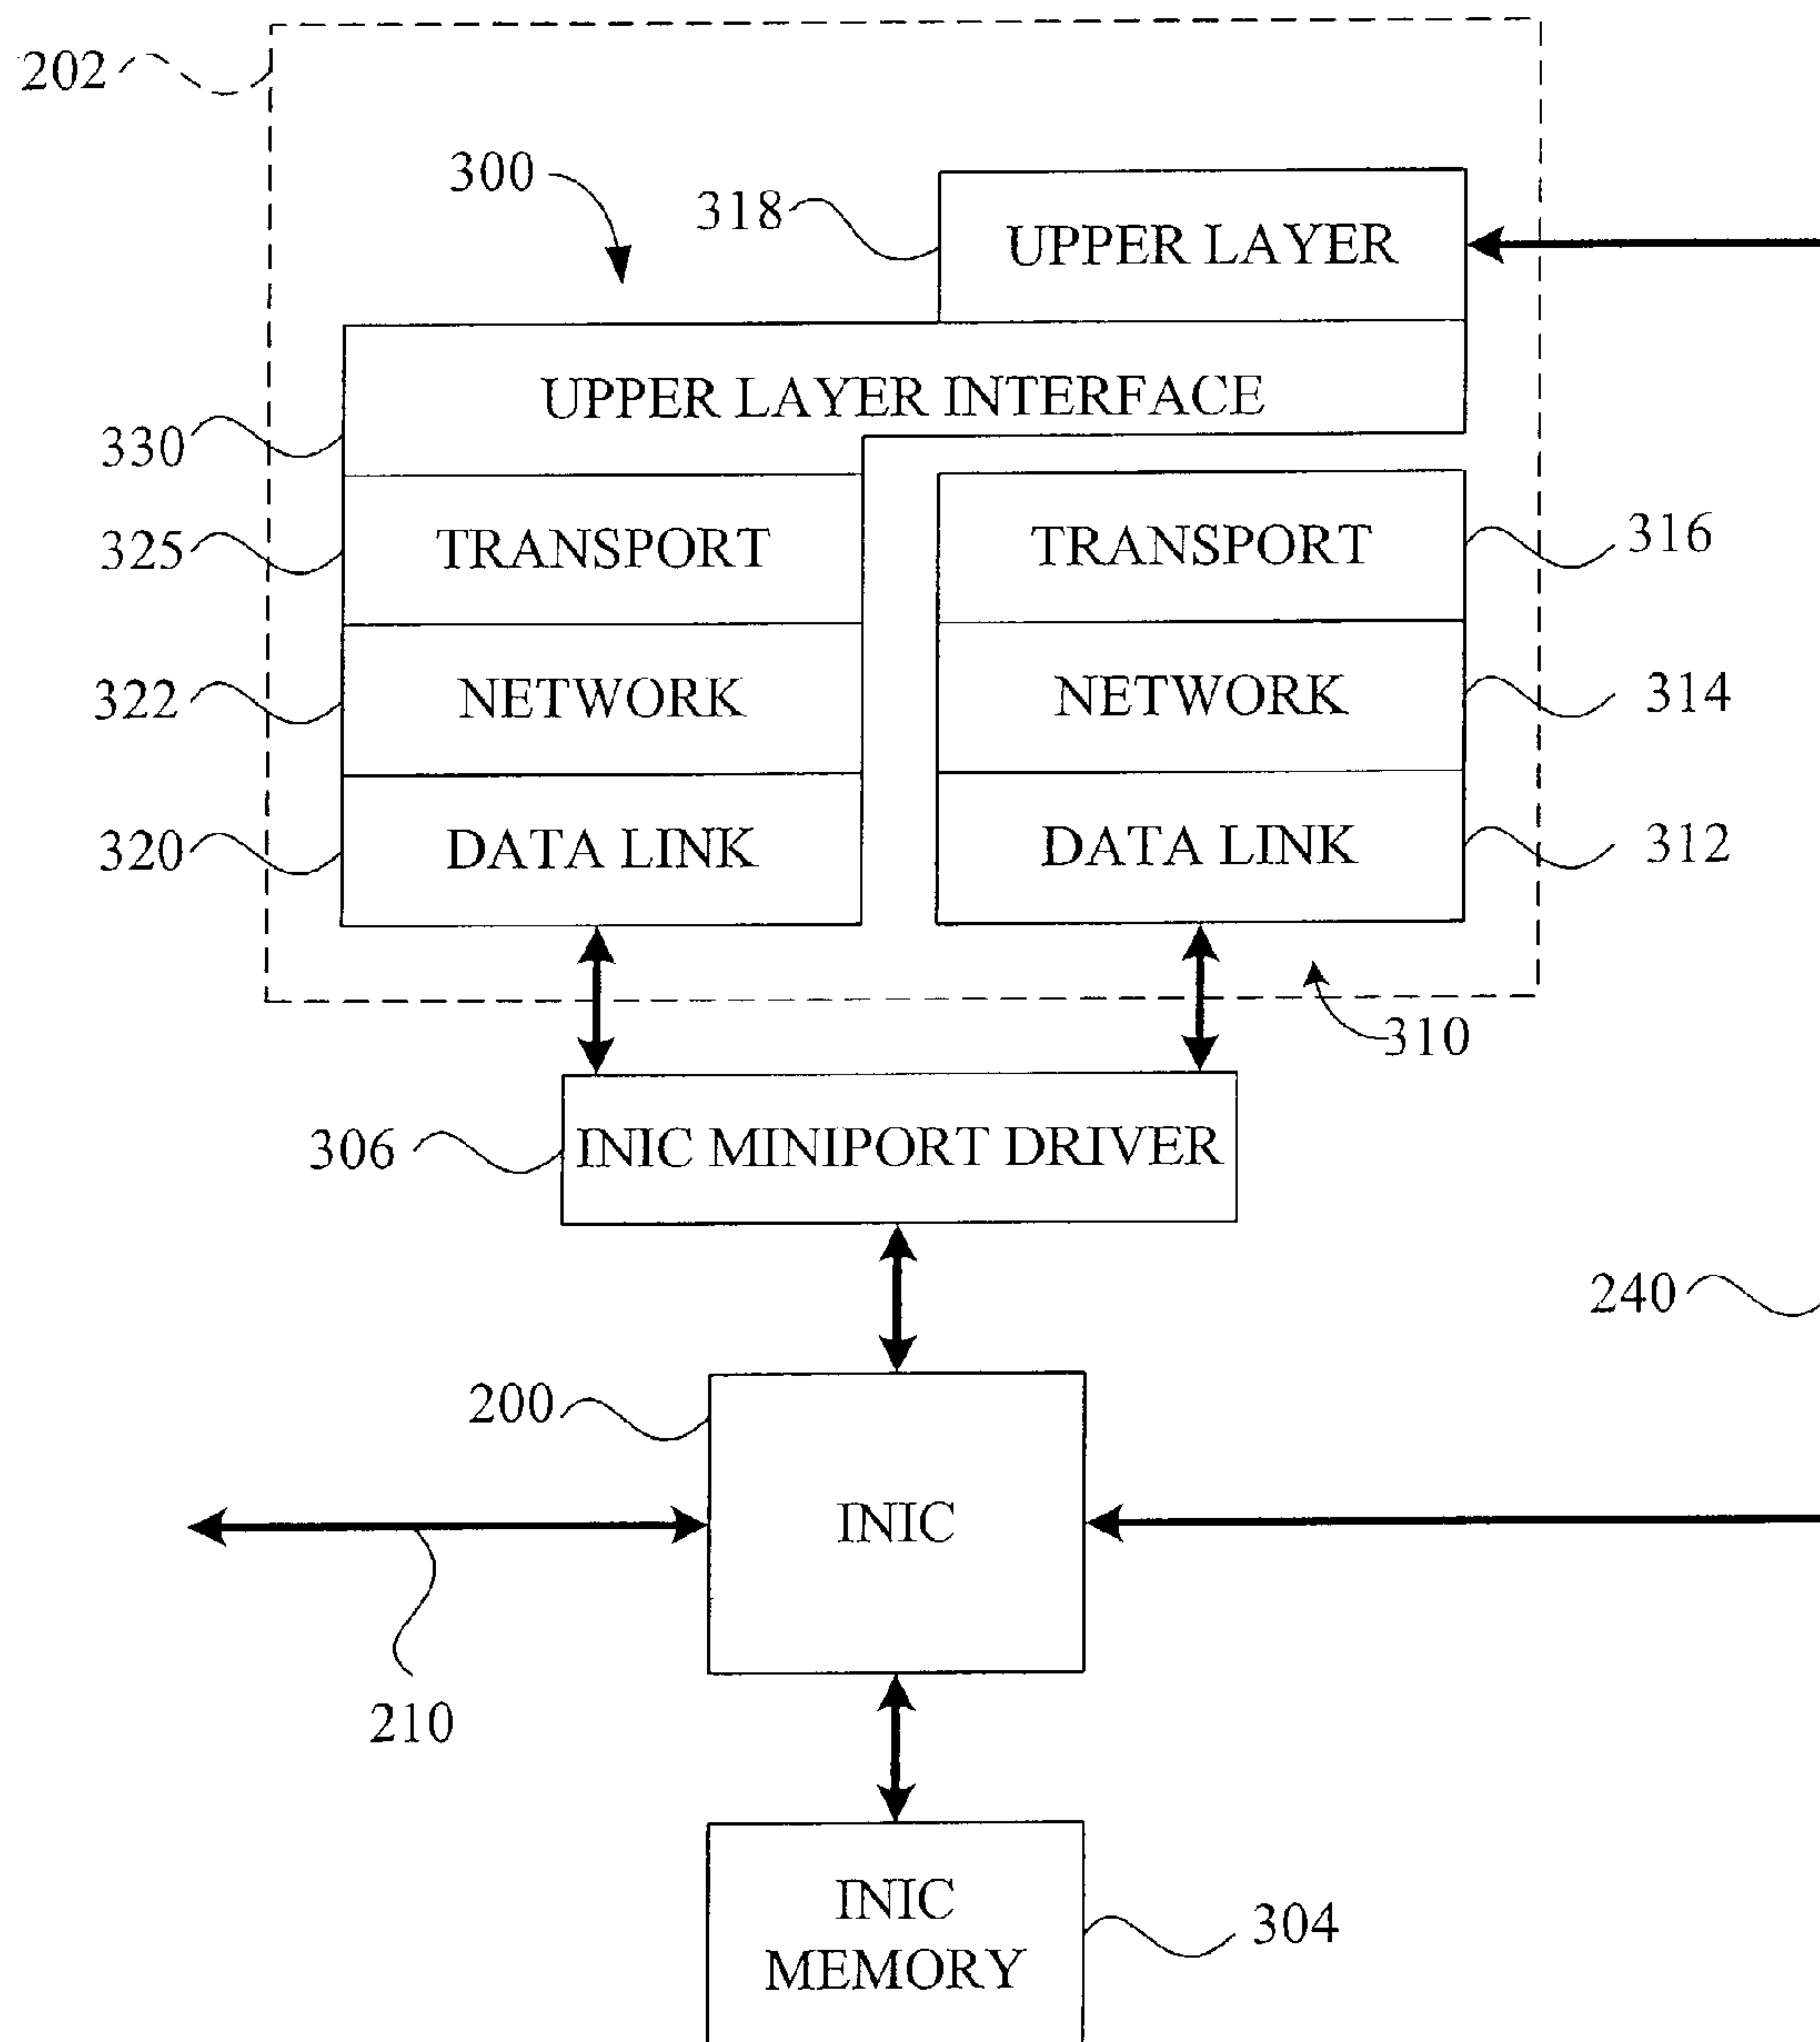 202
300
318
UPPER LAYER
UPPER LAYER INTERFACE
330
325
TRANSPORT
TRANSPORT
316
322
NETWORK
NETWORK
314
320
DATA LINK
DATA LINK
312
310
306
INIC MINIPORT DRIVER
240
200
INIC
210
INIC
MEMORY
304